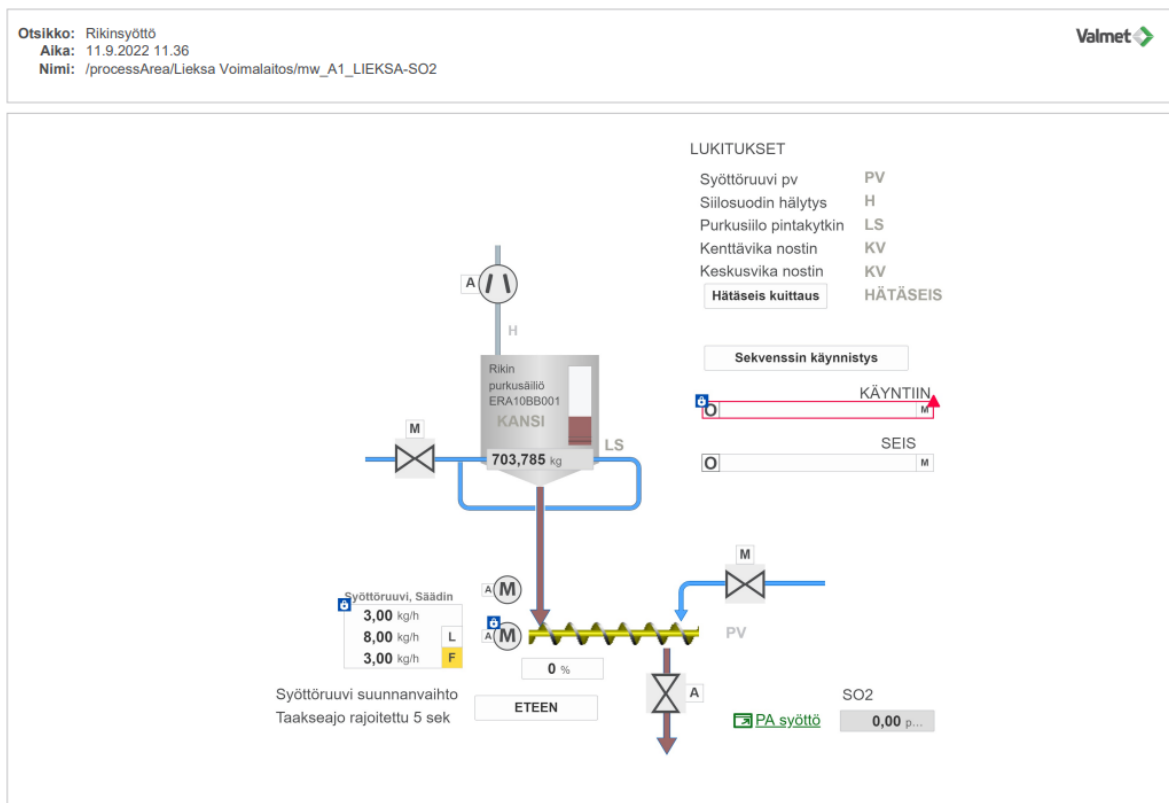 Otsikko: Rikinsyöttö
Aika: 11.9.2022 11.36
Nimi: /processArea/Lieksa Voimalaitos/mw_A1_LIEKSA-SO2
Valmet
LUKITUKSET
Syöttöruuvi pv PV
Siilosuodin hälytys H
Purkusiilo pintakytkin LS
Kenttävika nostin KV
Keskusvika nostin KV
Hätäseis kuittaus HÄTÄSEIS
A
H
Sekvenssin käynnistys
Rikin
purkusäiliö
ERA10BB001
KANSI
KÄYNTIIN
O M
M
LS
SEIS
703,785 kg
O M
M
A M
Syöttöruuvi, Säädin
3,00 kg/h
8,00 kg/h L
3,00 kg/h F
A M
PV
0 %
Syöttöruuvi suunnanvaihto
Taakseajo rajoitettu 5 sek
ETEEN
A
SO2
PA syöttö
0,00 p...